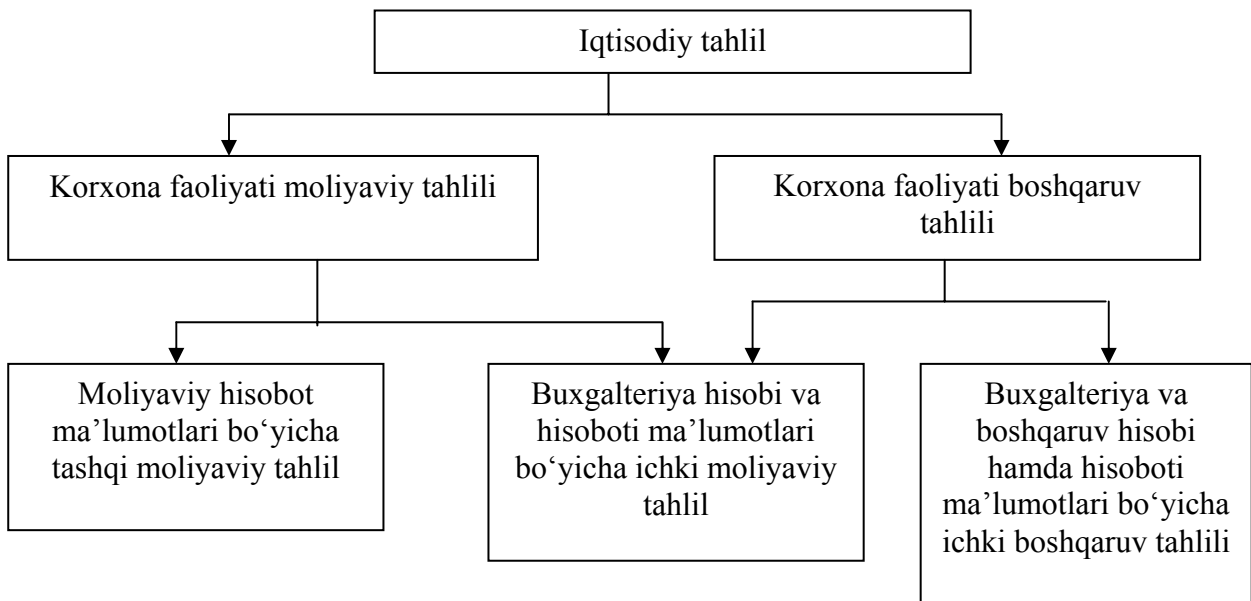 Iqtisodiy tahlil
Korxona faoliyati moliyaviy tahlili
Korxona faoliyati boshqaruv
tahlili
Moliyaviy hisobot
ma’lumotlari bo‘yicha
tashqi moliyaviy tahlil
Buxgalteriya hisobi va
hisoboti ma’lumotlari
bo‘yicha ichki moliyaviy
tahlil
Buxgalteriya va
boshqaruv hisobi
hamda hisoboti
ma’lumotlari bo‘yicha
ichki boshqaruv tahlili